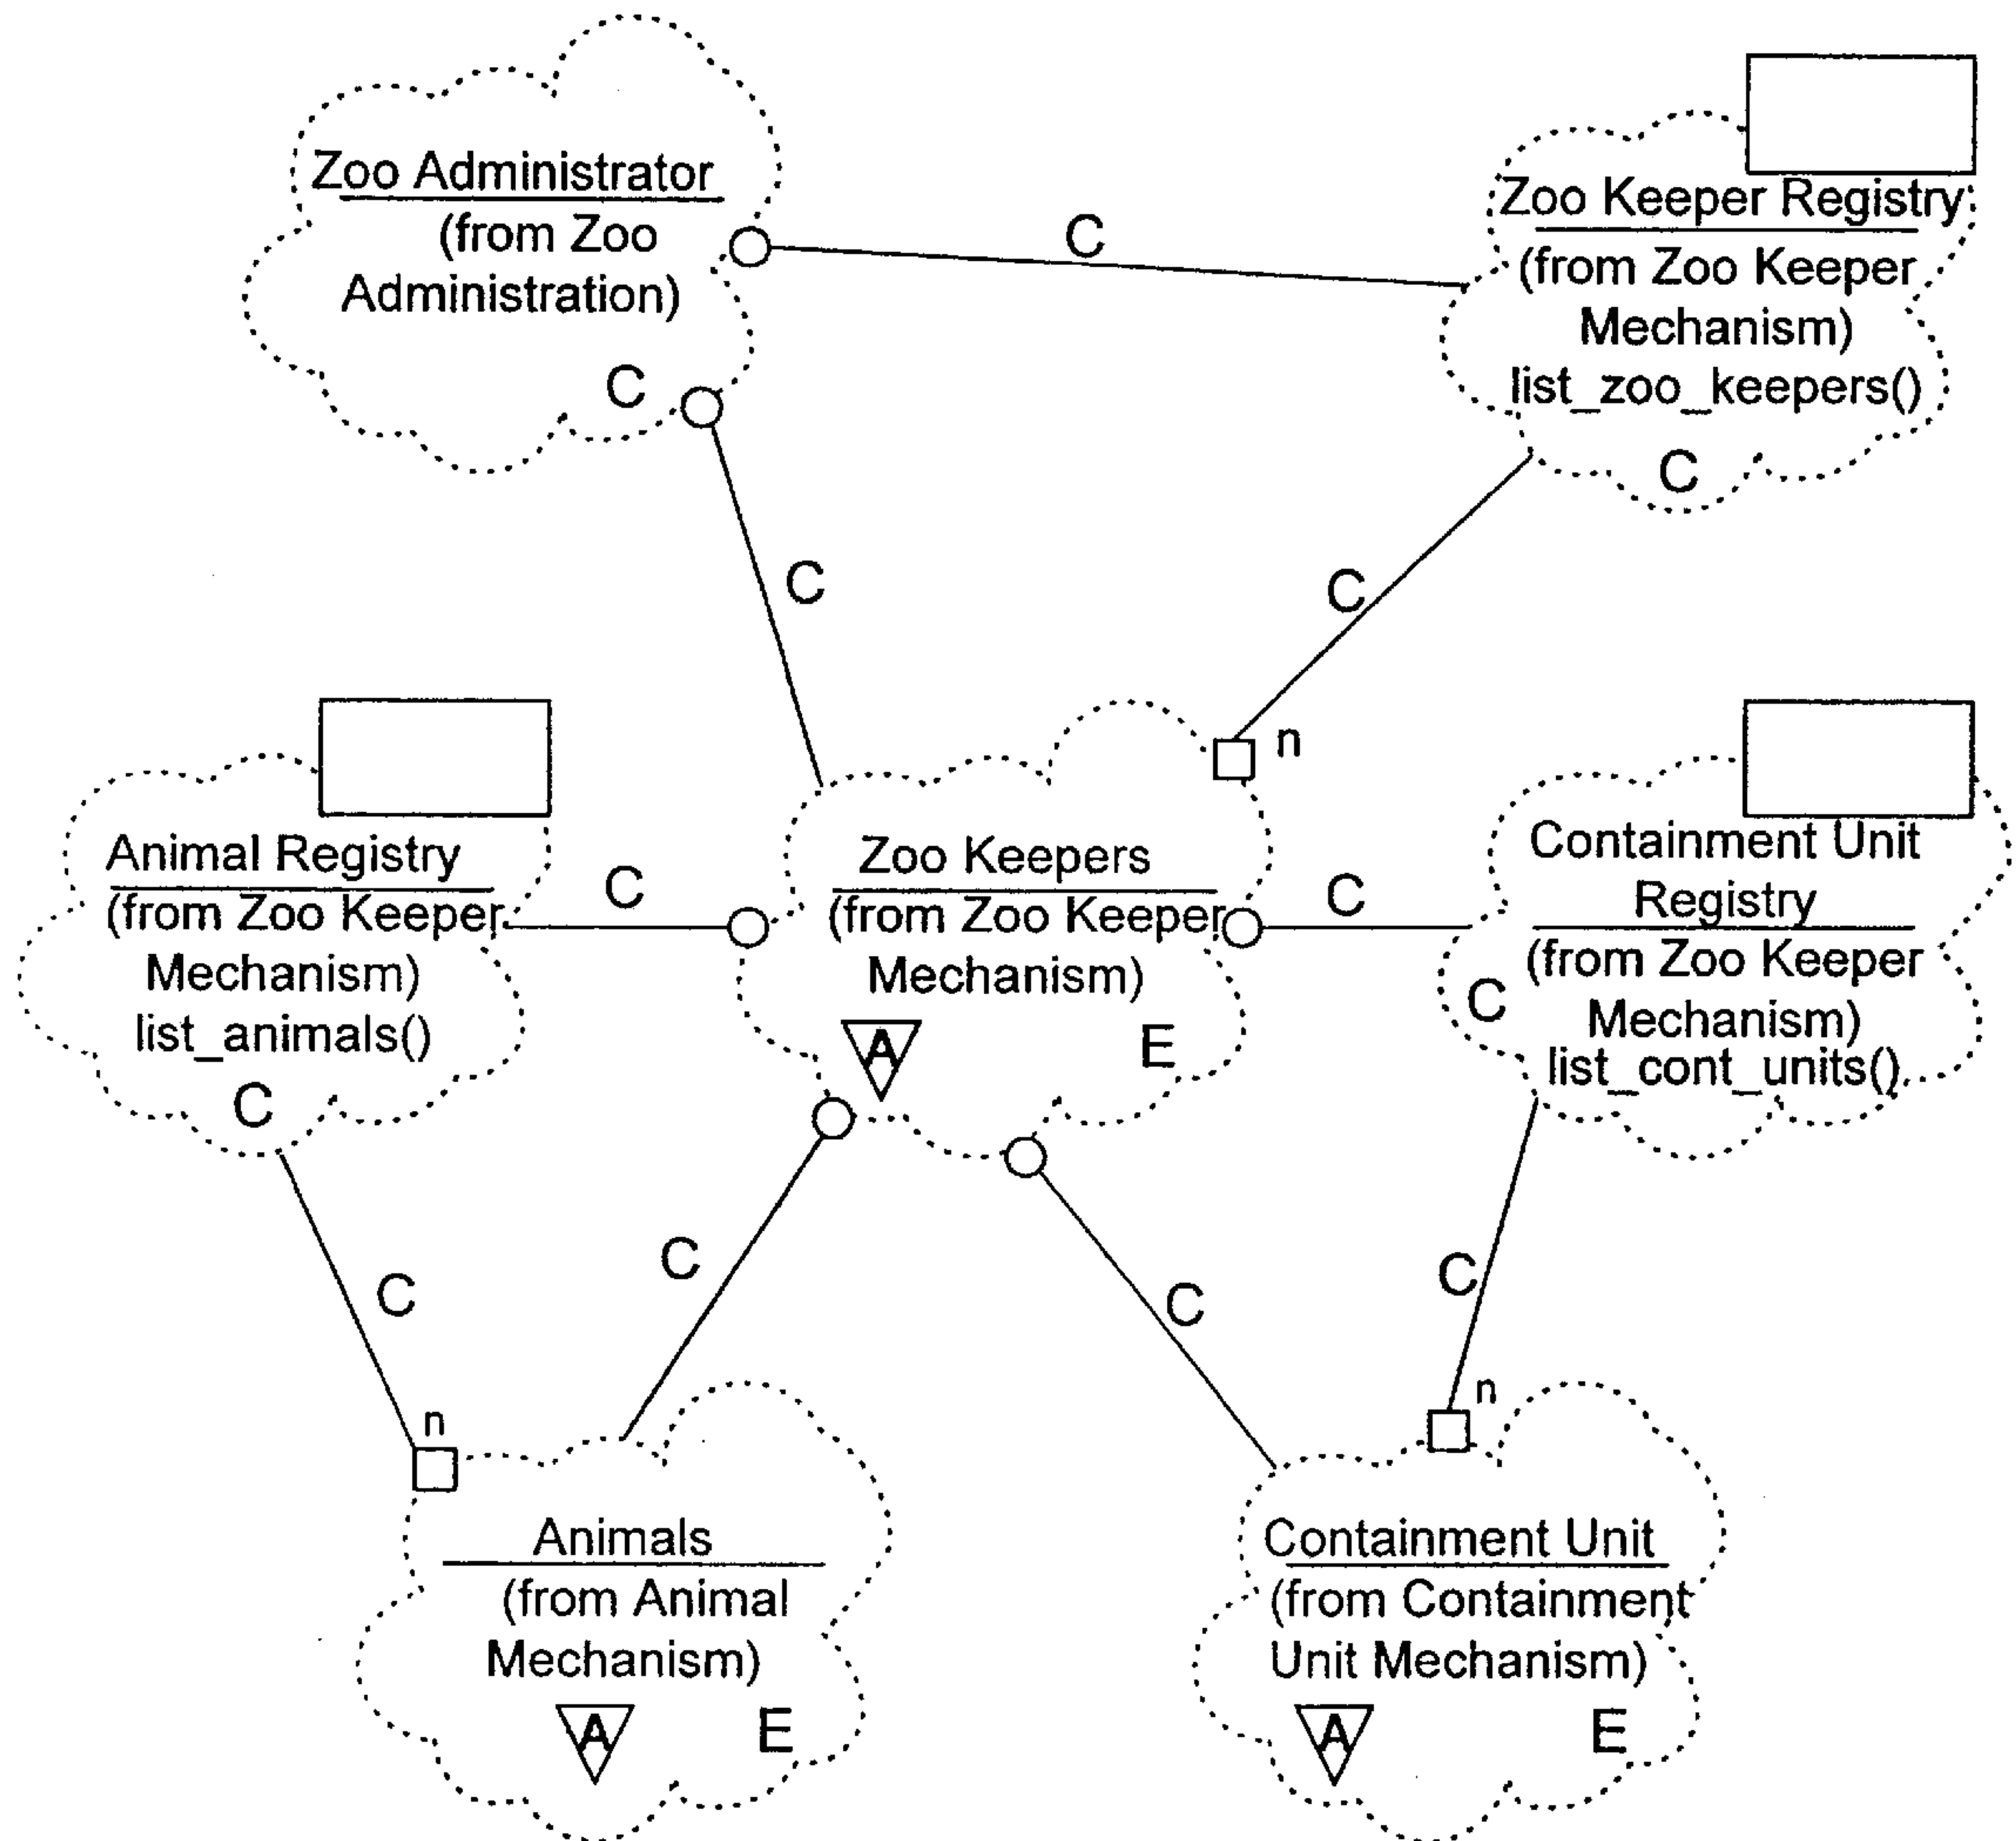 Zoo Administrator
(from Zoo
Administration)
C
C
Zoo Keeper Registry
(from Zoo Keeper
Mechanism)
list_zoo_keepers()
C
C
C
n
Animal Registry
(from Zoo Keeper
Mechanism)
list_animals()
C
C
Zoo Keepers
(from Zoo Keeper
Mechanism)
A
E
C
Containment Unit
Registry
(from Zoo Keeper
Mechanism)
list_cont_units()
C
C
C
C
C
n
Animals
(from Animal
Mechanism)
A
E
n
Containment Unit
(from Containment
Unit Mechanism)
A
E